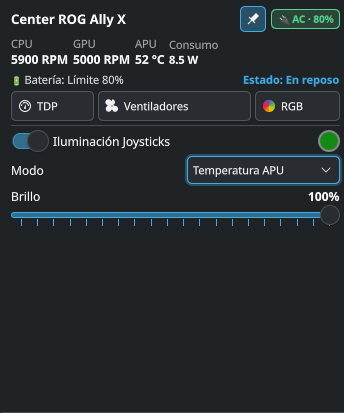 Center ROG Ally X
AC · 80%
CPU GPU APU Consumo
5900 RPM 5000 RPM 52 °C 8.5 W
Batería: Límite 80%
Estado: En reposo
TDP
Ventiladores
RGB
Iluminación Joysticks
Modo
Temperatura APU
Brillo
100%